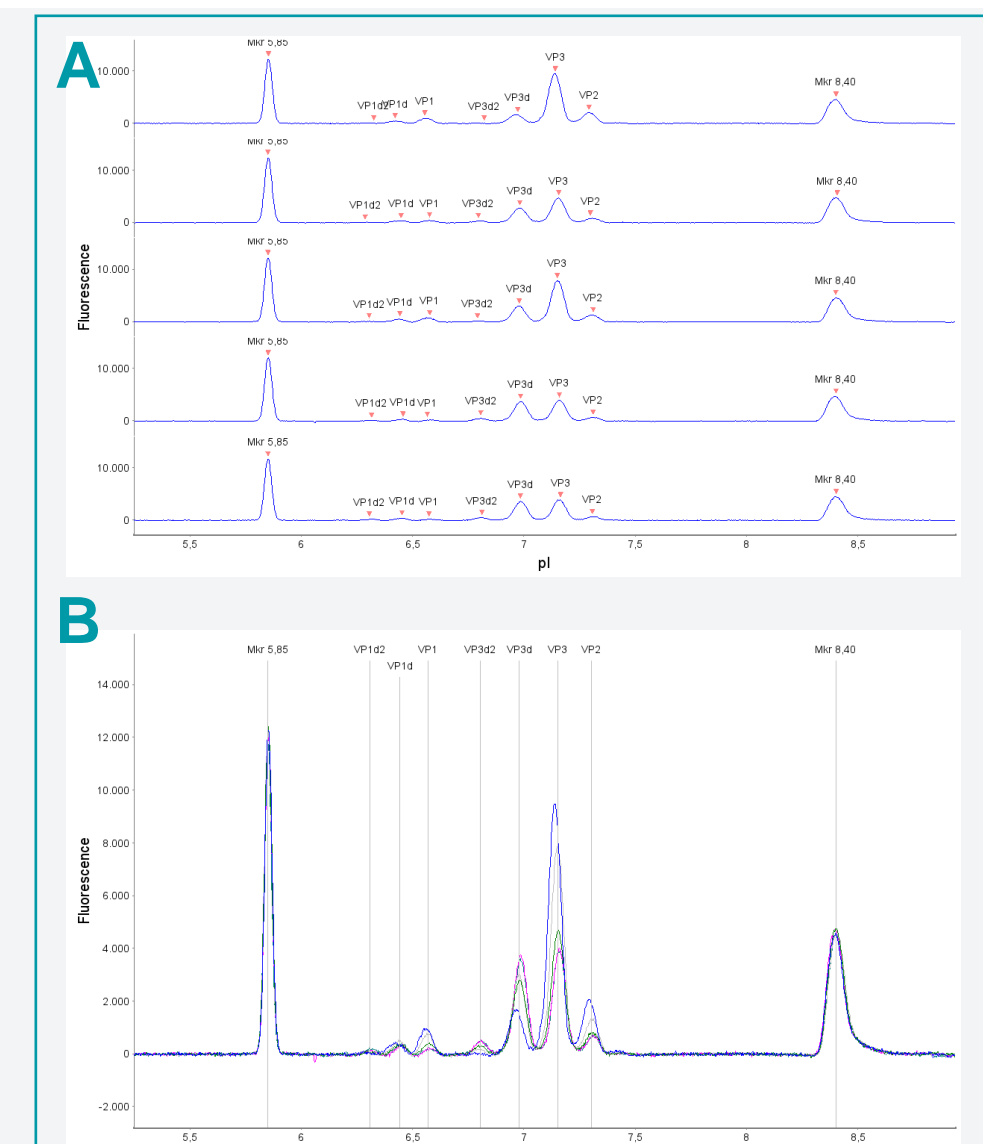 A
Mkr 5,85
VP3
10.000
VP1d2
VP1d
VP1
VP3d2
VP3d
VP2
Mkr 8,40
0
Mkr 5,85
10.000
VP1d2
VP1d
VP1
VP3d2
VP3d
VP3
VP2
Mkr 8,40
0
Mkr 5,85
10.000
VP1d2
VP1d
VP1
VP3d2
VP3d
VP3
VP2
Mkr 8,40
0
Mkr 5,85
10.000
VP1d2
VP1d
VP1
VP3d2
VP3d
VP3
VP2
Mkr 8,40
0
Mkr 5,85
10.000
VP1d2
VP1d
VP1
VP3d2
VP3d
VP3
VP2
Mkr 8,40
0
Fluorescence
5,5 6 6,5 7 7,5 8 8,5
pI
B
Mkr 5,85 VP1d2 VP1 VP3d2 VP3d VP3 VP2 Mkr 8,40
VP1d
14.000
12.000
10.000
8.000
6.000
4.000
2.000
0
-2.000
Fluorescence
5,5 6 6,5 7 7,5 8 8,5